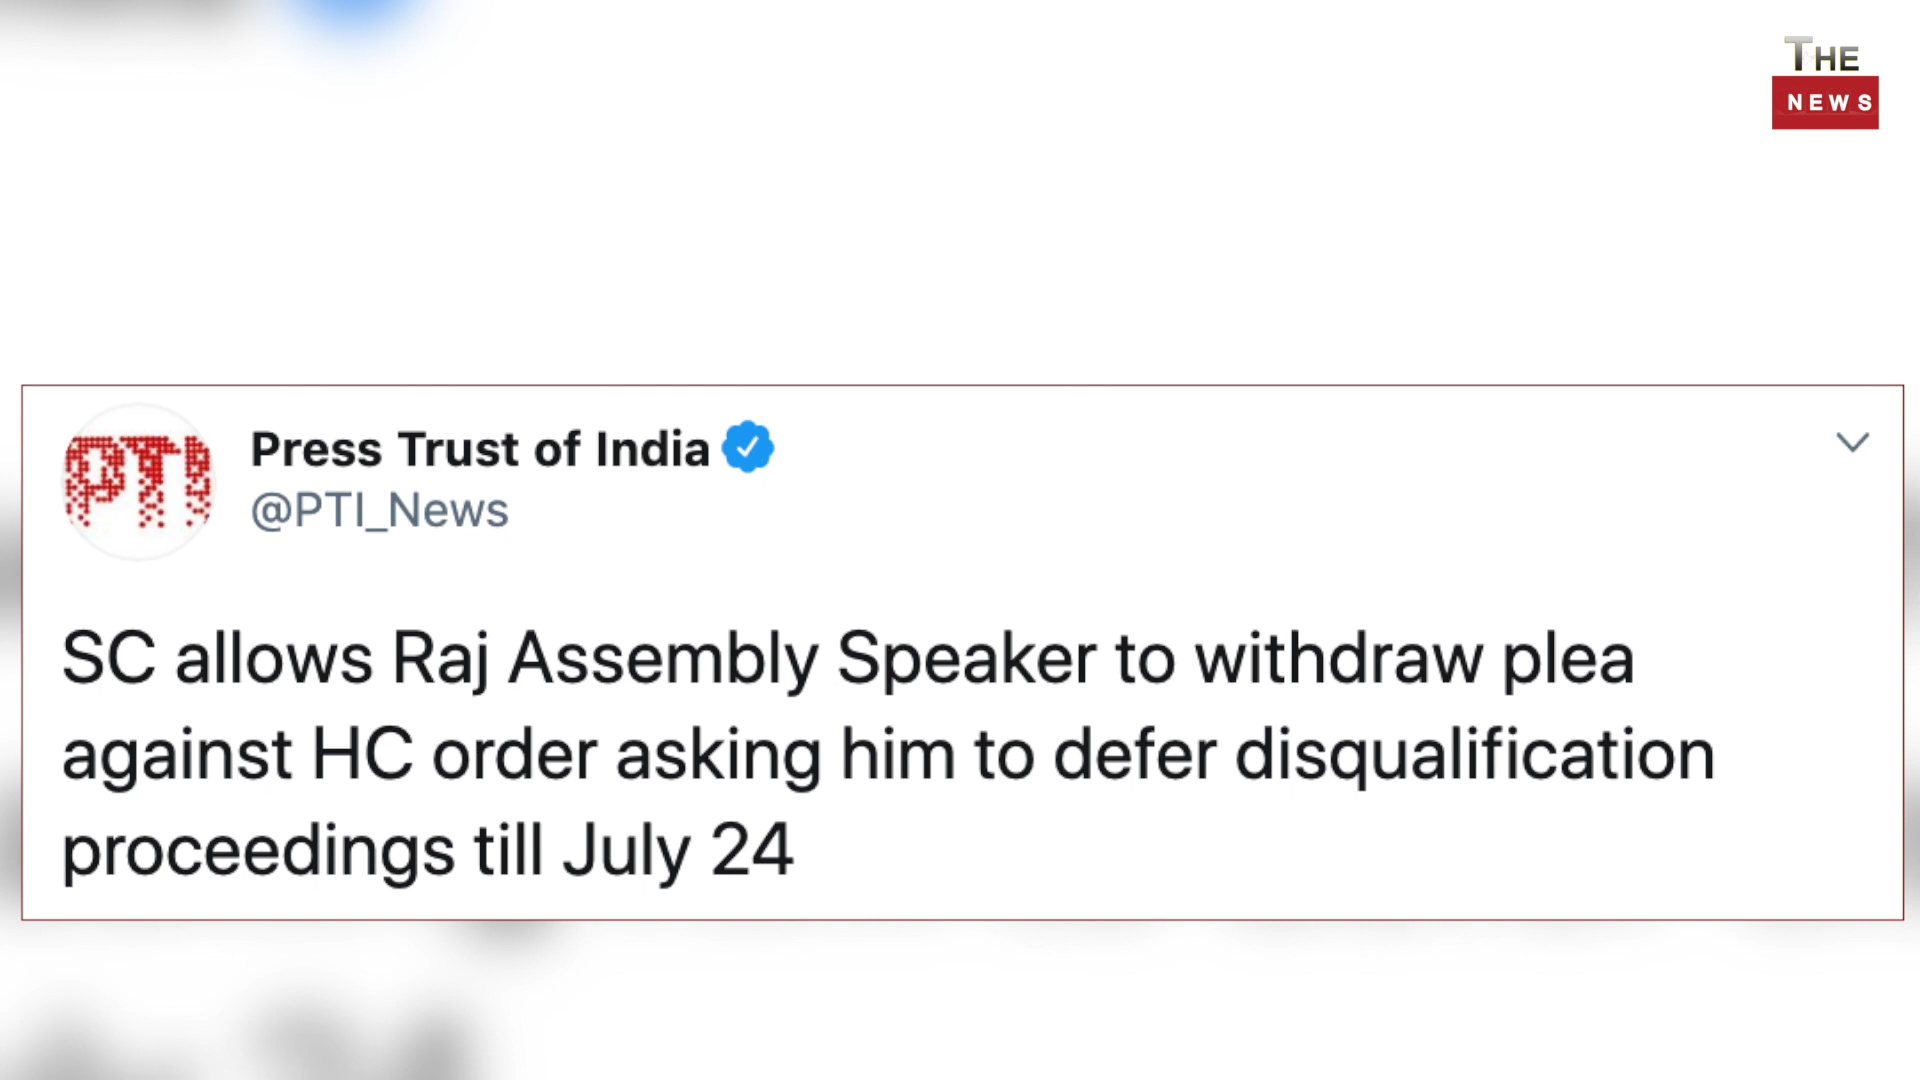 THE
NEWS
PTI
Press Trust of India
@PTI_News
SC allows Raj Assembly Speaker to withdraw plea
against HC order asking him to defer disqualification
proceedings till July 24